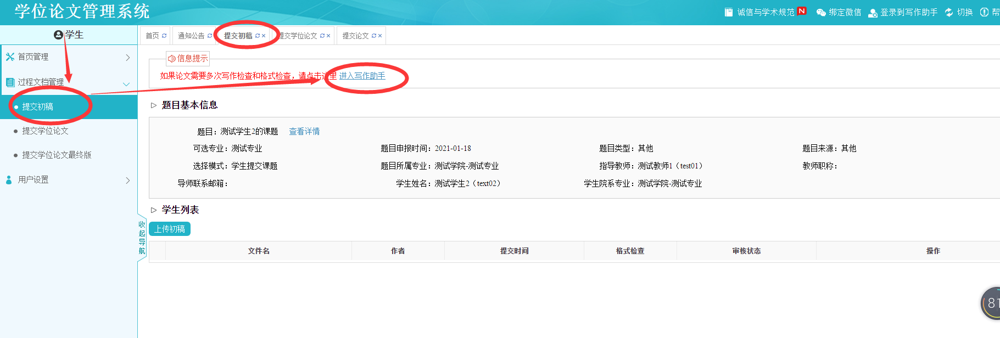 学位论文管理系统
诚信与学术规范 N 绑定微信 登录到写作助手 切换 帮
学生
首页 通知公告 提交初稿 提交学位论文 提交论文
首页管理
过程文档管理
提交初稿
提交学位论文
提交学位论文最终版
用户设置
收起导航
信息提示
如果论文需要多次写作检查和格式检查，请点击这里 进入写作助手
题目基本信息
题目：测试学生2的课题 查看详情
可选专业：测试专业 题目申报时间：2021-01-18 题目类型：其他 题目来源：其他
选择模式：学生提交课题 题目所属专业：测试学院-测试专业 指导教师：测试教师1（test01） 教师职称：
导师联系邮箱： 学生姓名：测试学生2（text02） 学生院系专业：测试学院-测试专业
学生列表
上传初稿
文件名 作者 提交时间 格式检查 审核状态 操作
81